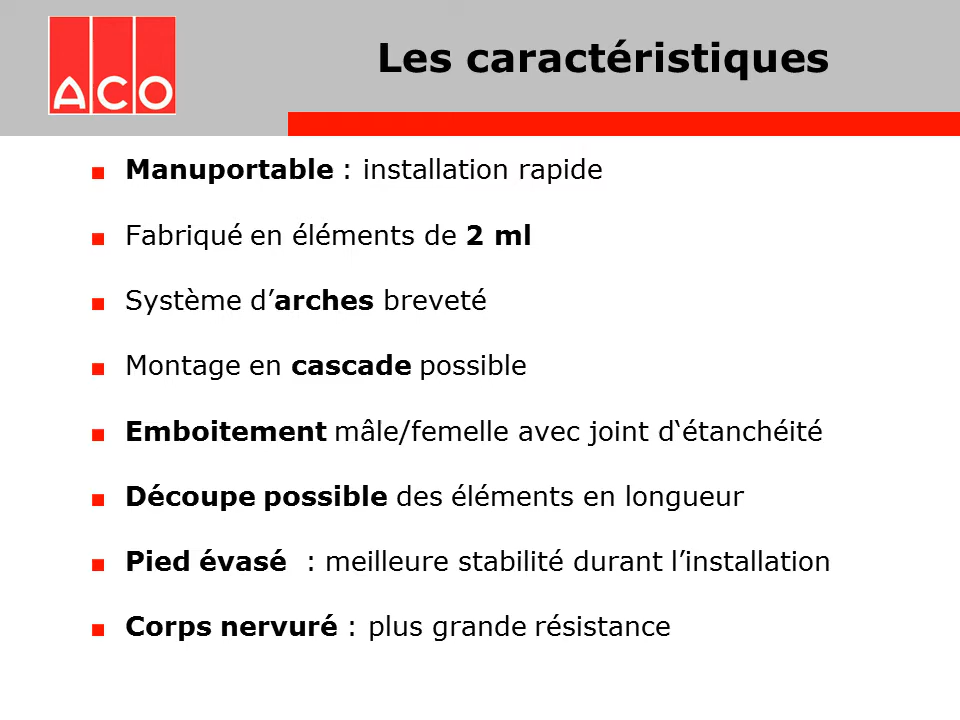 ACO
Les caractéristiques
Manuportable : installation rapide
Fabriqué en éléments de 2 ml
Système d’arches breveté
Montage en cascade possible
Emboitement mâle/femelle avec joint d‘étanchéité
Découpe possible des éléments en longueur
Pied évasé  : meilleure stabilité durant l’installation
Corps nervuré : plus grande résistance